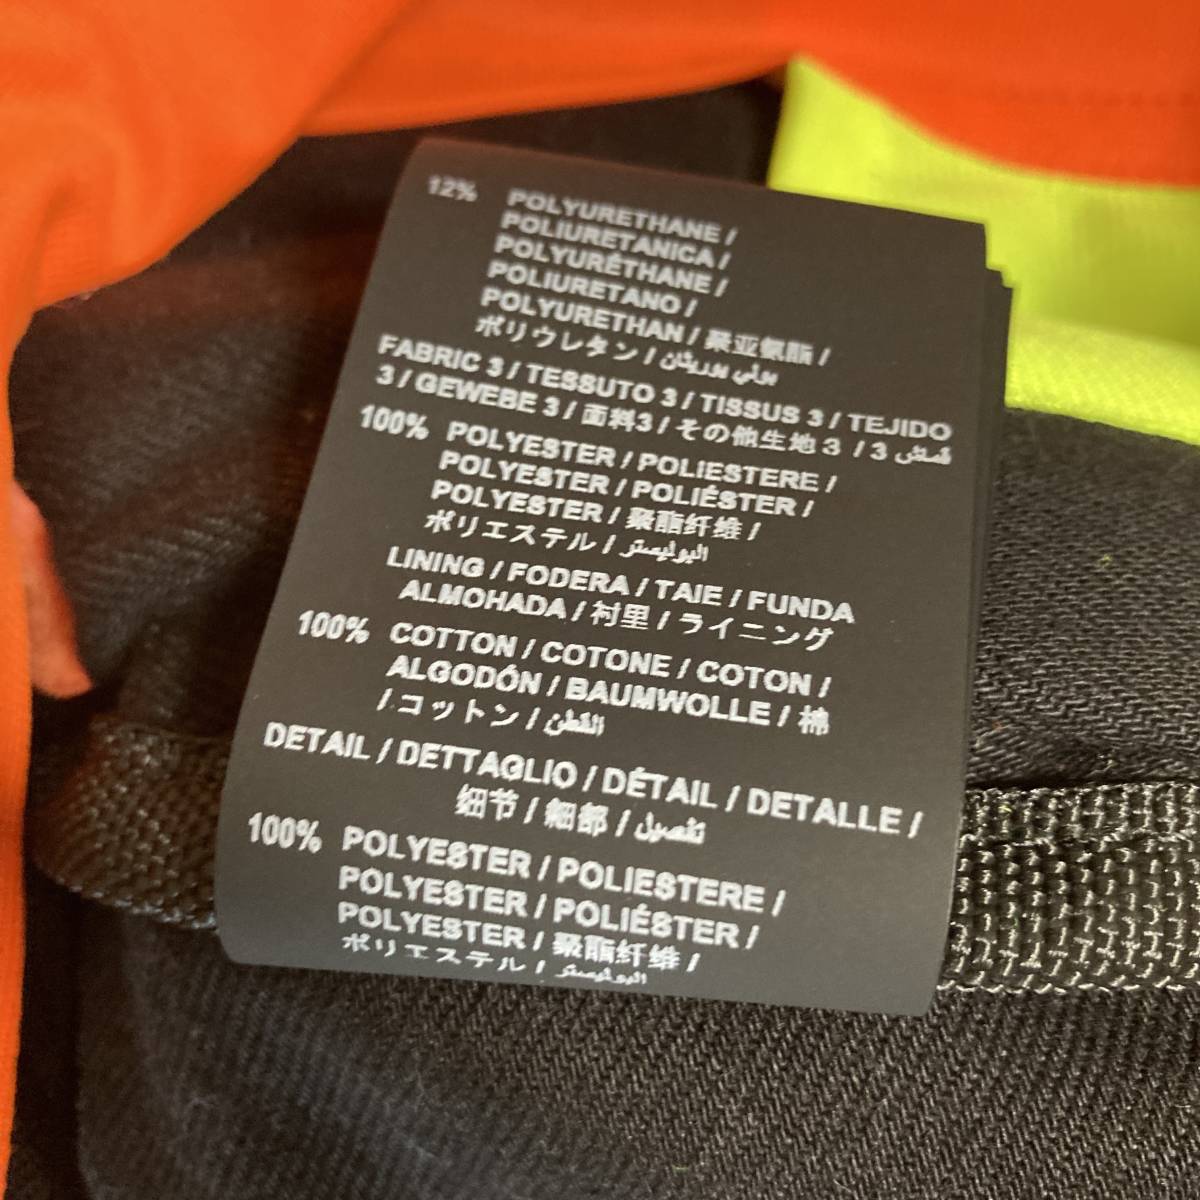 12% POLYURETHANE /
POLIURETANICA /
POLYURÉTHANE /
POLIURETANO /
POLYURETHAN / 聚亚氨酯 /
ポリウレタン / بولي يوريثان
FABRIC 3 / TESSUTO 3 / TISSUS 3 / TEJIDO
3 / GEWEBE 3 / 面料3 / その他生地 3 / 3 قماش
100% POLYESTER / POLIESTERE /
POLYESTER / POLIÉSTER /
POLYESTER / 聚酯纤维 /
ポリエステル / البوليستر
LINING / FODERA / TAIE / FUNDA
ALMOHADA / 衬里 / ライニング
100% COTTON / COTONE / COTON /
ALGODÓN / BAUMWOLLE / 棉
/ コットン / القطن
DETAIL / DETTAGLIO / DÉTAIL / DETALLE /
细节 / 細部 / تفصيل
100% POLYESTER / POLIESTERE /
POLYESTER / POLIÉSTER /
POLYESTER / 聚酯纤维 /
ポリエステル / البوليستر